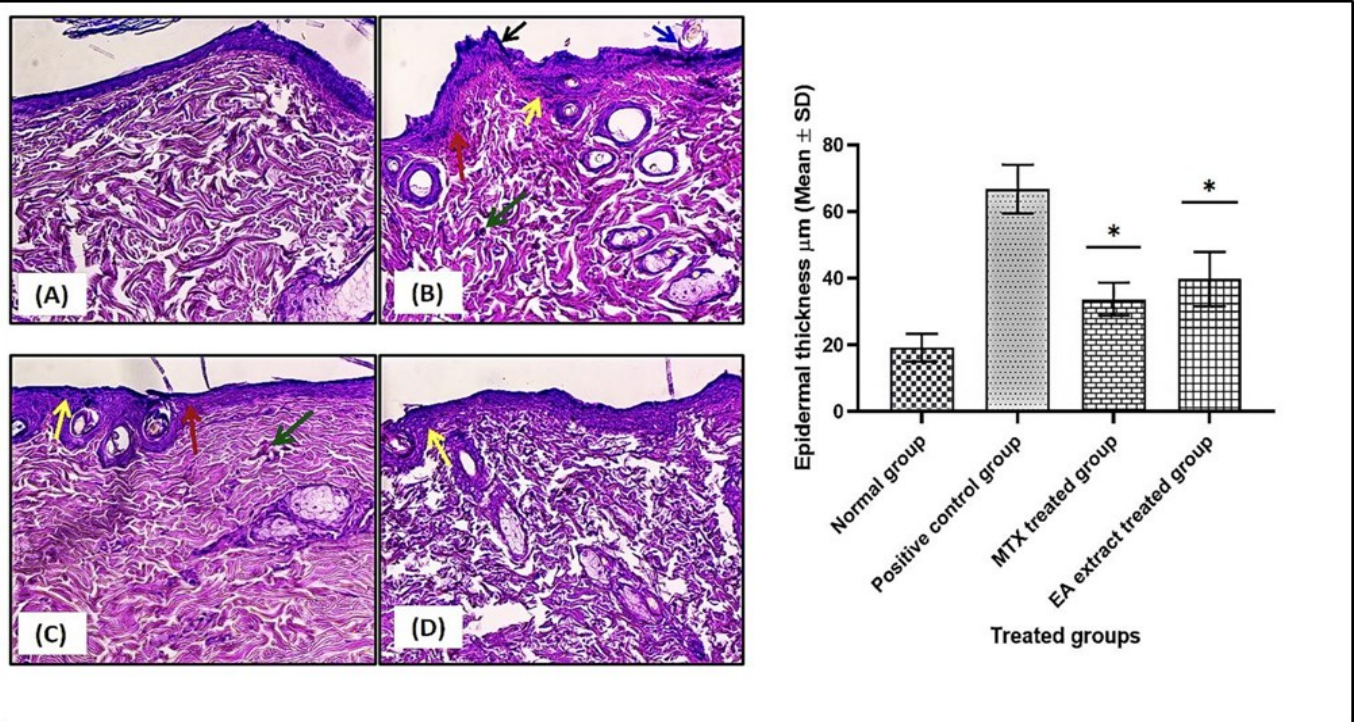 (A)
(B)
(C)
(D)
Epidermal thickness μm (Mean ± SD)
80
60
40
20
0
*
*
Normal group
Positive control group
MTX treated group
EA extract treated group
Treated groups